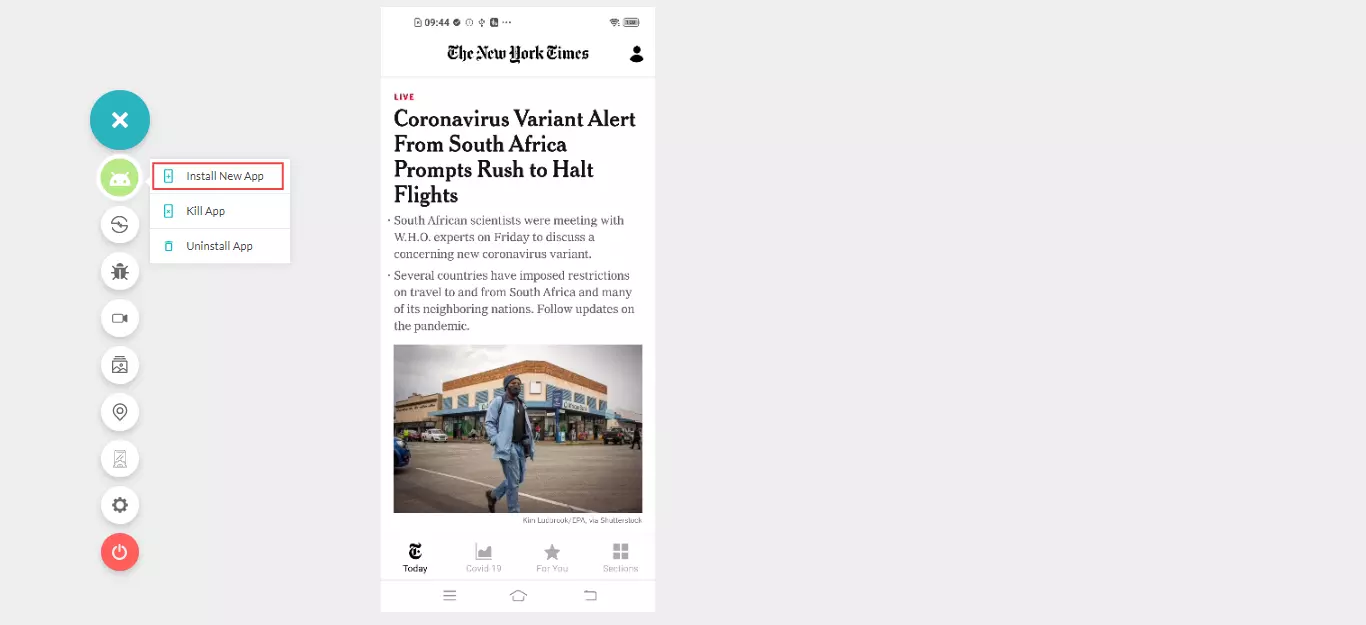 09:44
The New York Times
LIVE
Coronavirus Variant Alert
From South Africa
Prompts Rush to Halt
Flights
· South African scientists were meeting with
W.H.O. experts on Friday to discuss a
concerning new coronavirus variant.
· Several countries have imposed restrictions
on travel to and from South Africa and many
of its neighboring nations. Follow updates on
the pandemic.
Kim Ludbrook/EPA, via Shutterstock
Today
Covid-19
For You
Sections
Install New App
Kill App
Uninstall App